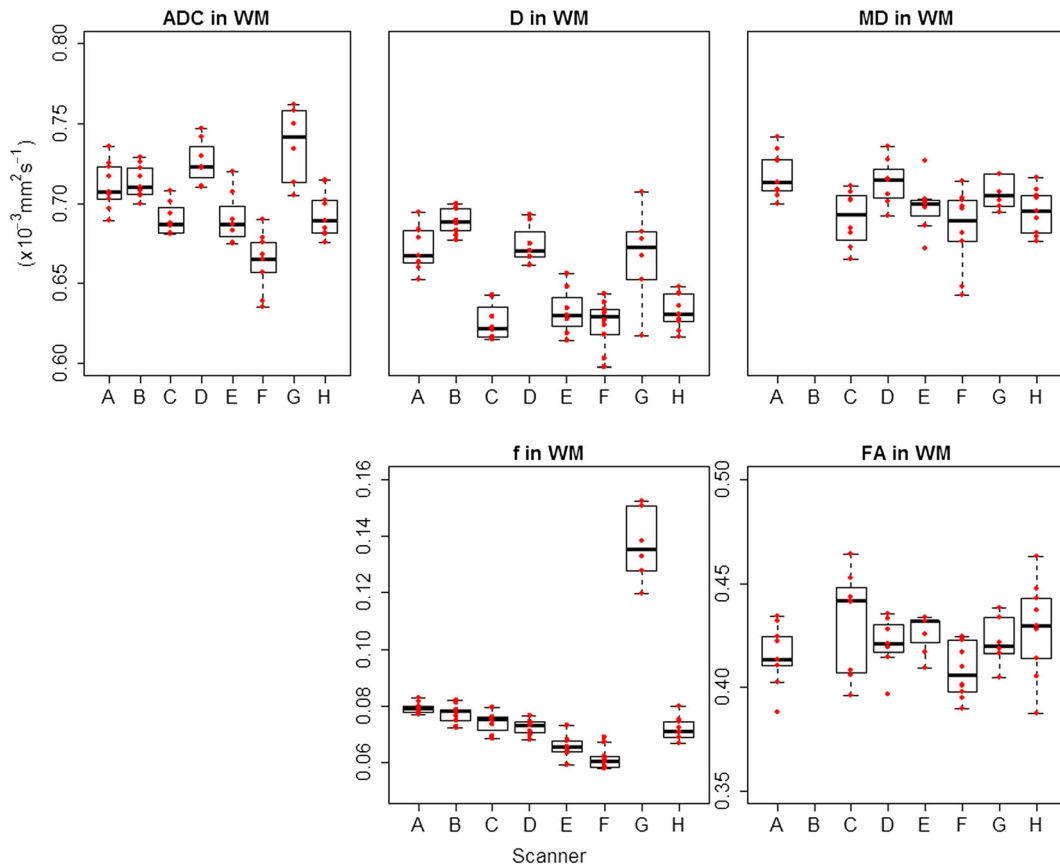 ADC in WM
D in WM
MD in WM
(x10⁻³mm²s⁻¹)
0.80
0.75
0.70
0.65
0.60
A B C D E F G H
A B C D E F G H
A B C D E F G H
f in WM
FA in WM
0.16
0.14
0.12
0.10
0.08
0.06
0.50
0.45
0.40
0.35
A B C D E F G H
A B C D E F G H
Scanner